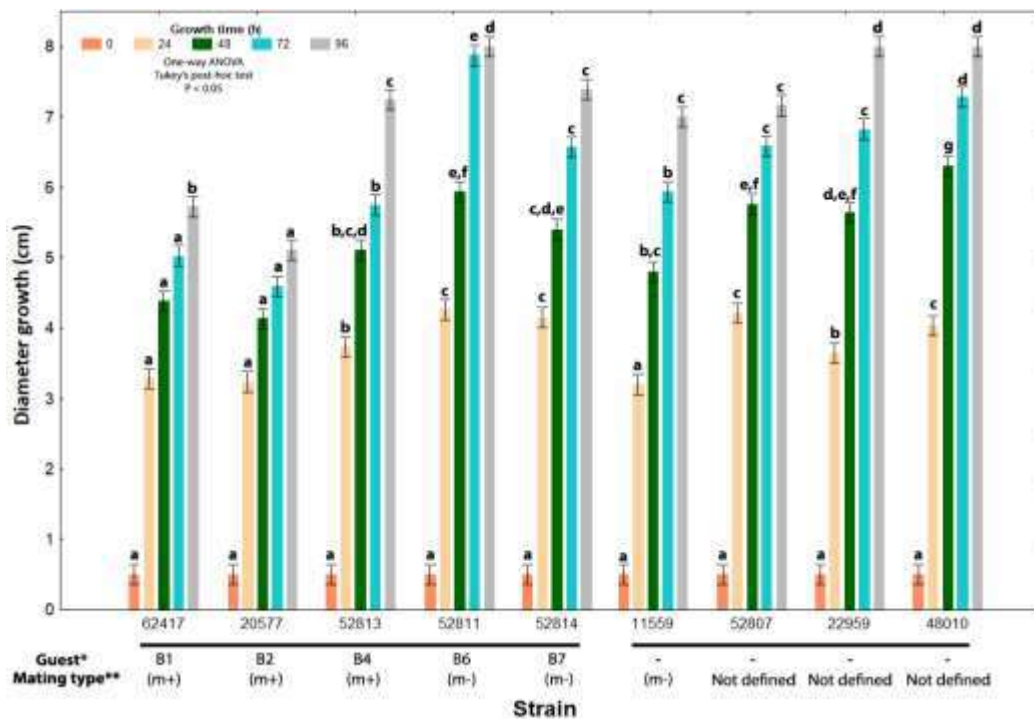 Growth time (h)
0 24 48 72 96
One-way ANOVA
Tukey's post-hoc test
P < 0.05
Diameter growth (cm)
8
7
6
5
4
3
2
1
0
a a a a b
a a a a a
a b b,c,d b c
a c e,f e d
a c c,d,e c c
a a b,c b c
a c e,f c c
a b d,e,f c d
a c g d d
62417 20577 52813 52811 52814 11559 52807 22959 48010
Guest* B1 B2 B4 B6 B7 - - - -
Mating type** (m+) (m+) (m+) (m-) (m-) (m-) Not defined Not defined Not defined
Strain